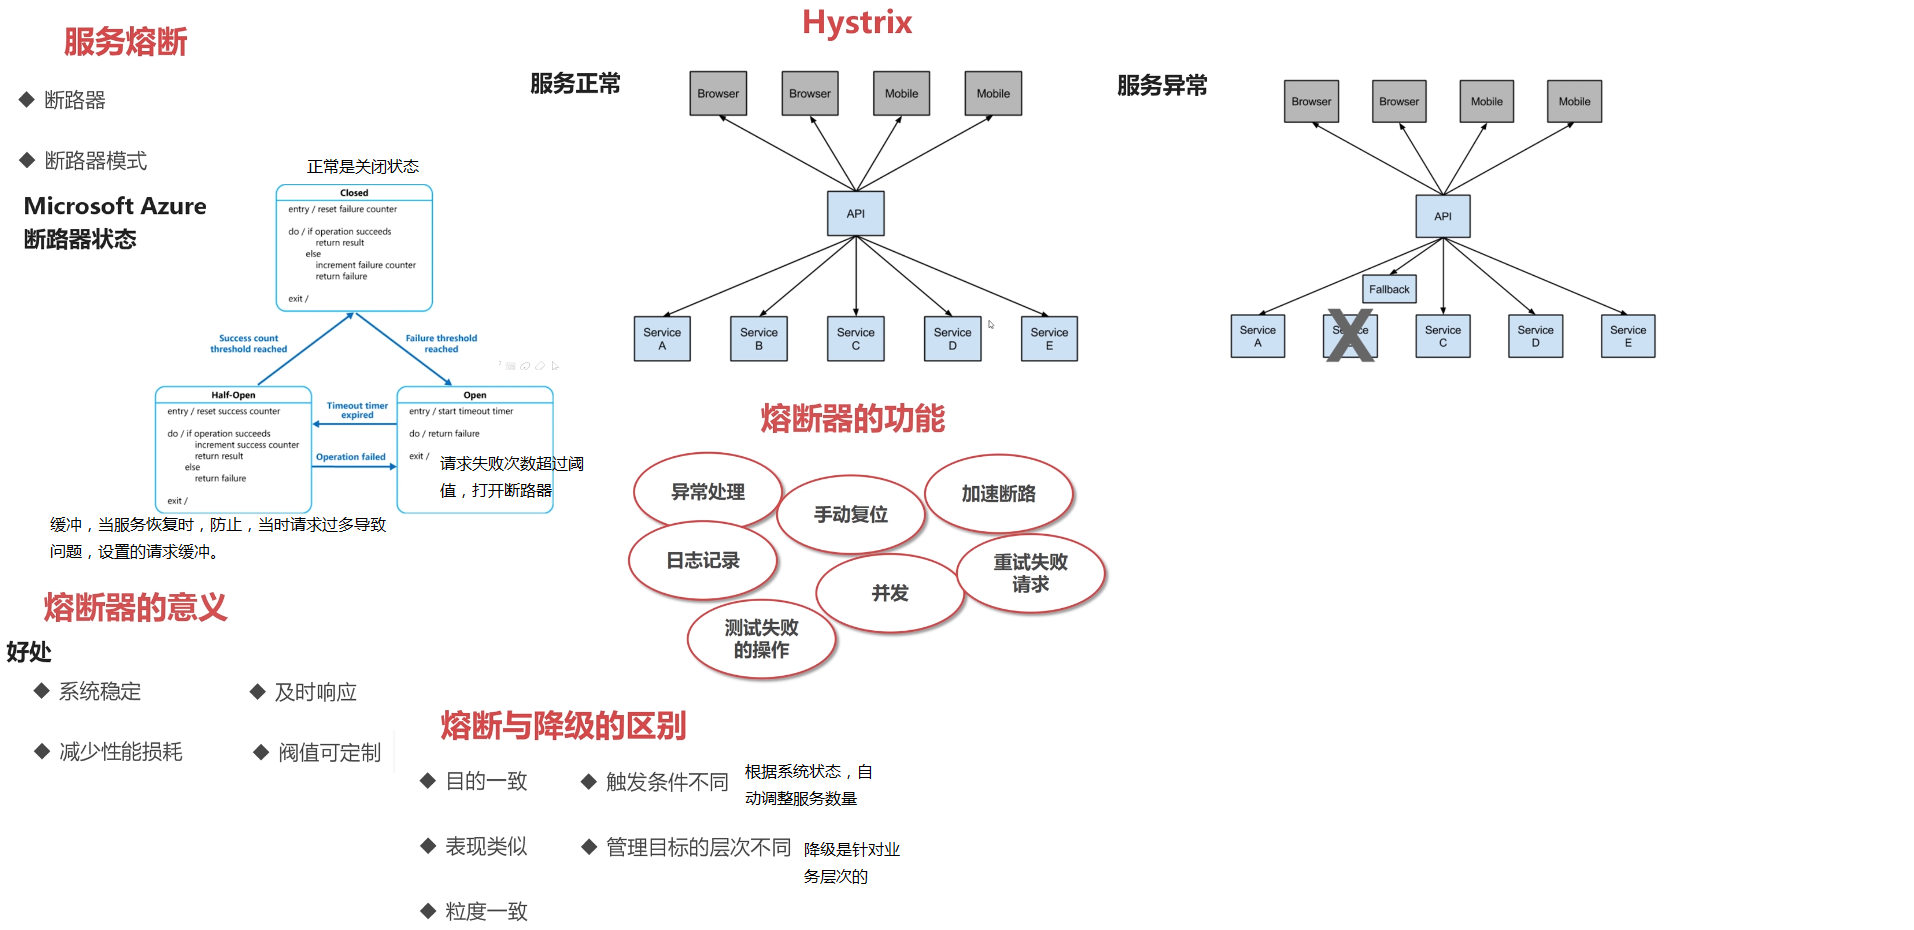 服务熔断
◆ 断路器
◆ 断路器模式
Microsoft Azure
断路器状态
正常是关闭状态
Closed
entry / reset failure counter
do / if operation succeeds
return result
else
increment failure counter
return failure
exit /
Success count
threshold reached
Failure threshold
reached
Half-Open
entry / reset success counter
do / if operation succeeds
increment success counter
return result
else
return failure
exit /
Timeout timer
expired
Operation failed
Open
entry / start timeout timer
do / return failure
exit /
请求失败次数超过阈
值，打开断路器
缓冲，当服务恢复时，防止，当时请求过多导致
问题，设置的请求缓冲。
Hystrix
服务正常
Browser
Browser
Mobile
Mobile
API
Service
A
Service
B
Service
C
Service
D
Service
E
服务异常
Browser
Browser
Mobile
Mobile
API
Fallback
Service
A
X
Service
C
Service
D
Service
E
熔断器的功能
异常处理
手动复位
加速断路
日志记录
并发
重试失败
请求
测试失败
的操作
熔断器的意义
好处
◆ 系统稳定
◆ 及时响应
◆ 减少性能损耗
◆ 阀值可定制
熔断与降级的区别
◆ 目的一致
◆ 触发条件不同
根据系统状态，自
动调整服务数量
◆ 表现类似
◆ 管理目标的层次不同
降级是针对业
务层次的
◆ 粒度一致